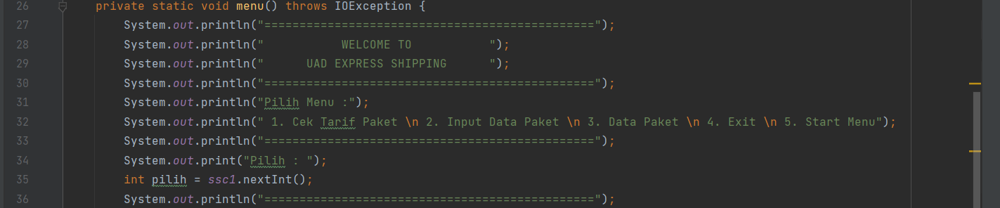 26 private static void menu() throws IOException {
27 System.out.println("===============================================");
28 System.out.println("           WELCOME TO           ");
29 System.out.println("      UAD EXPRESS SHIPPING      ");
30 System.out.println("===============================================");
31 System.out.println("Pilih Menu :");
32 System.out.println(" 1. Cek Tarif Paket \n 2. Input Data Paket \n 3. Data Paket \n 4. Exit \n 5. Start Menu");
33 System.out.println("===============================================");
34 System.out.print("Pilih : ");
35 int pilih = ssc1.nextInt();
36 System.out.println("===============================================");